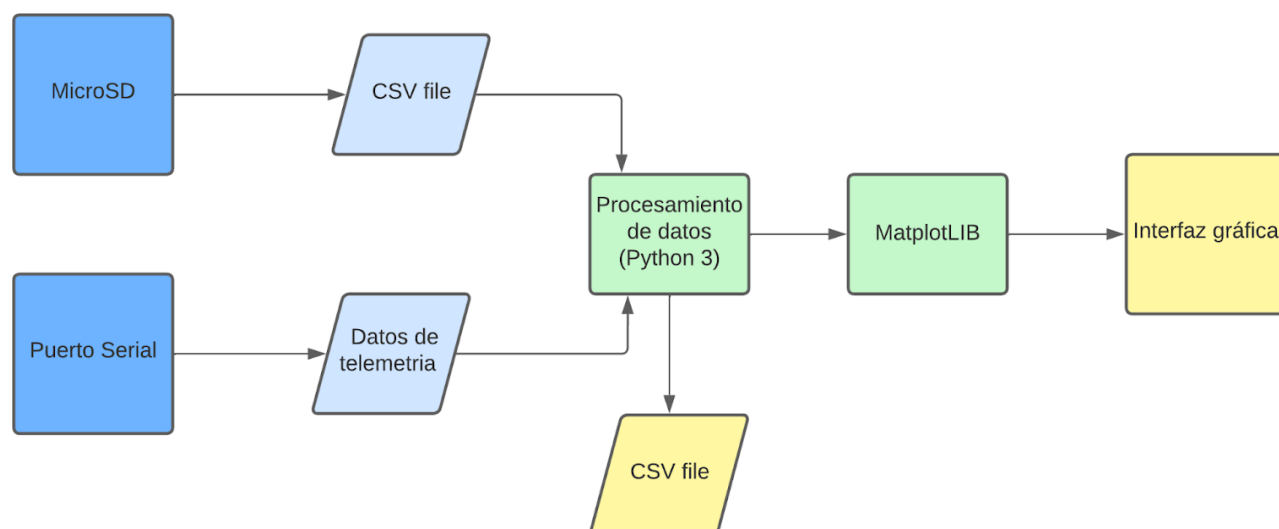 MicroSD
CSV file
Procesamiento
de datos
(Python 3)
MatplotLIB
Interfaz gráfica
Puerto Serial
Datos de
telemetria
CSV file